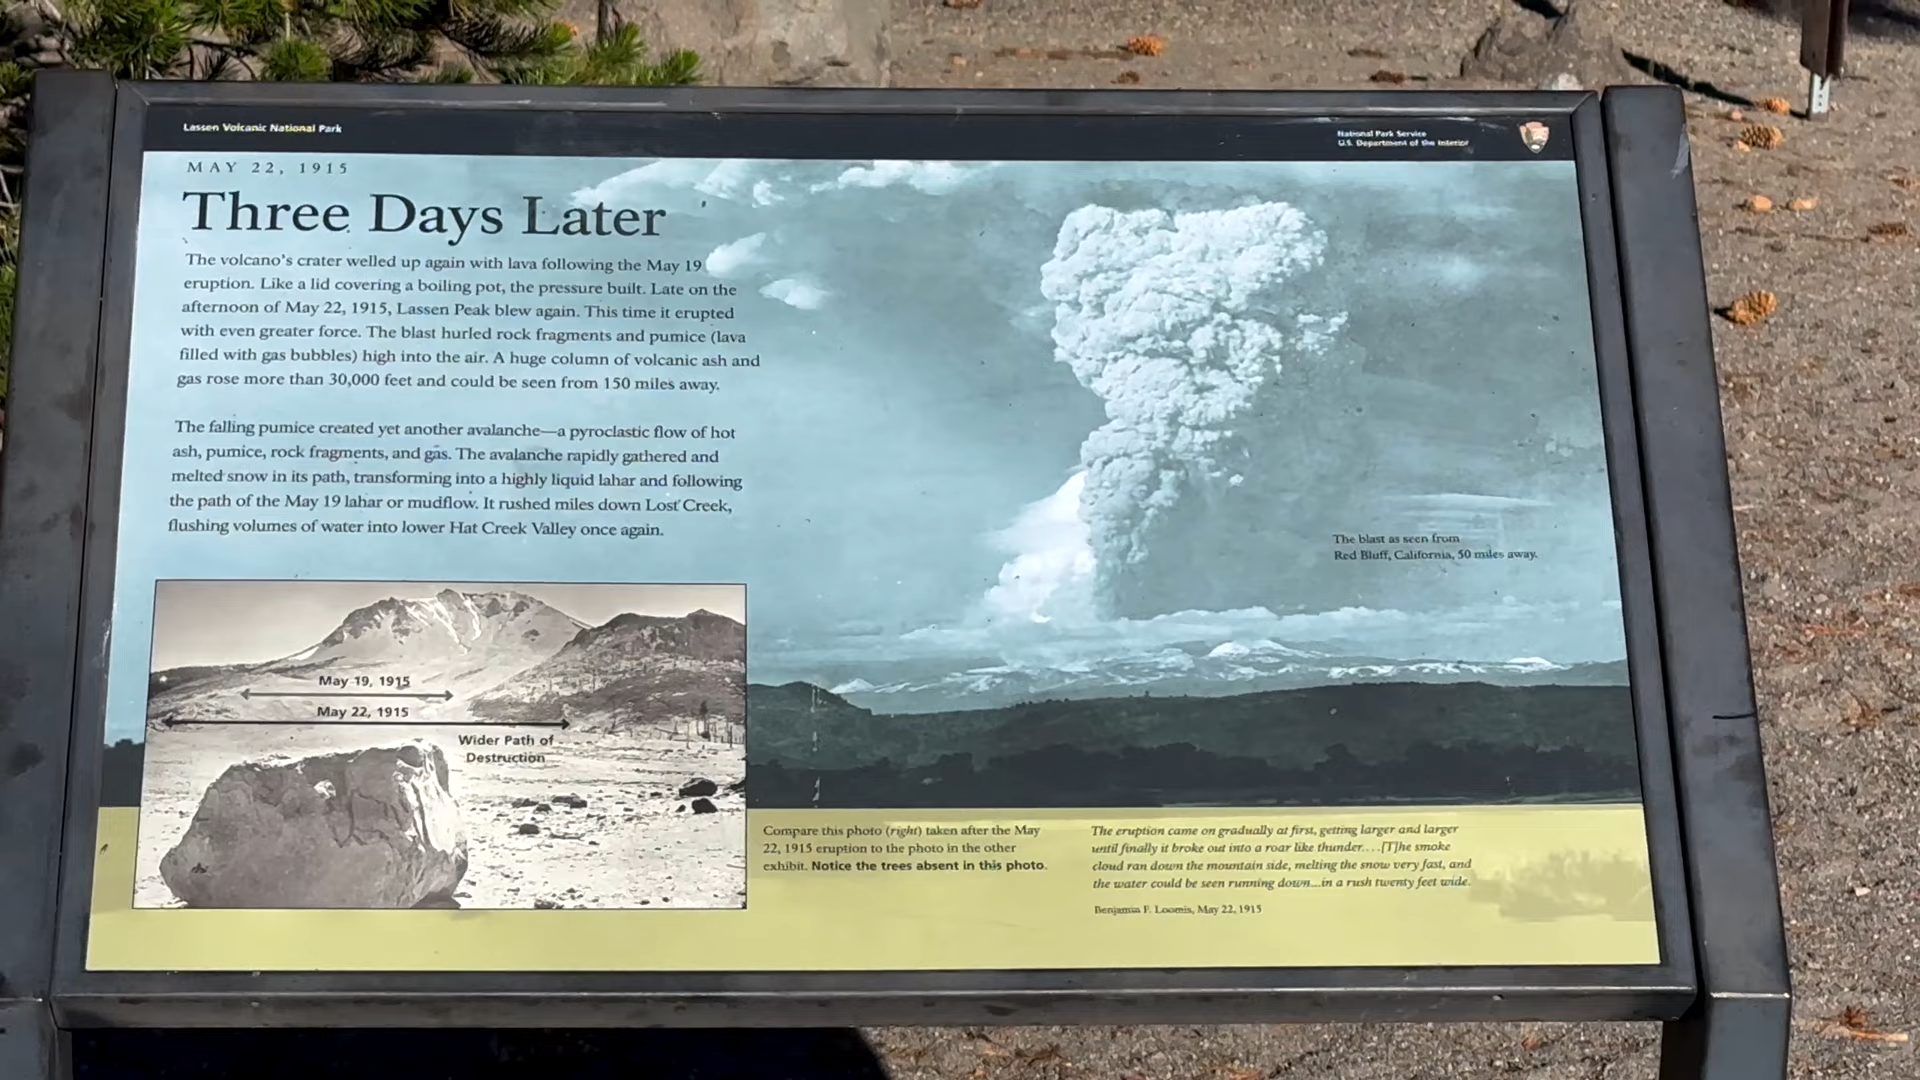 Lassen Volcanic National Park
National Park Service
U.S. Department of the Interior
MAY 22, 1915
Three Days Later
The volcano's crater welled up again with lava following the May 19
eruption. Like a lid covering a boiling pot, the pressure built. Late on the
afternoon of May 22, 1915, Lassen Peak blew again. This time it erupted
with even greater force. The blast hurled rock fragments and pumice (lava
filled with gas bubbles) high into the air. A huge column of volcanic ash and
gas rose more than 30,000 feet and could be seen from 150 miles away.
The falling pumice created yet another avalanche—a pyroclastic flow of hot
ash, pumice, rock fragments, and gas. The avalanche rapidly gathered and
melted snow in its path, transforming into a highly liquid lahar and following
the path of the May 19 lahar or mudflow. It rushed miles down Lost Creek,
flushing volumes of water into lower Hat Creek Valley once again.
The blast as seen from
Red Bluff, California, 50 miles away.
May 19, 1915
May 22, 1915
Wider Path of
Destruction
Compare this photo (right) taken after the May
22, 1915 eruption to the photo in the other
exhibit. Notice the trees absent in this photo.
The eruption came on gradually at first, getting larger and larger
until finally it broke out into a roar like thunder....[T]he smoke
cloud ran down the mountain side, melting the snow very fast, and
the water could be seen running down...in a rush twenty feet wide.
Benjamin F. Loomis, May 22, 1915